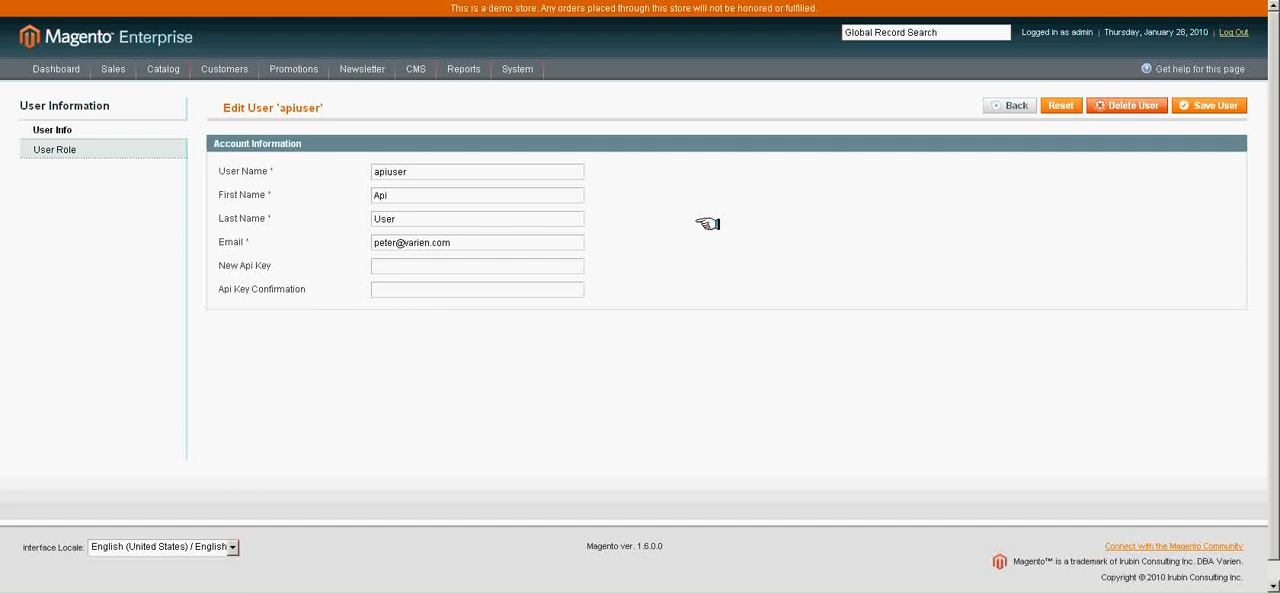 This is a demo store. Any orders placed through this store will not be honored or fulfilled.
Magento™ Enterprise
Global Record Search
Logged in as admin | Thursday, January 28, 2010 | Log Out
Dashboard Sales Catalog Customers Promotions Newsletter CMS Reports System
Get help for this page
User Information
User Info
User Role
Edit User 'apiuser'
Back Reset Delete User Save User
Account Information
User Name * apiuser
First Name * Api
Last Name * User
Email * peter@varien.com
New Api Key
Api Key Confirmation
Interface Locale: English (United States) / English
Magento ver. 1.6.0.0
Connect with the Magento Community
Magento™ is a trademark of Irubin Consulting Inc. DBA Varien.
Copyright © 2010 Irubin Consulting Inc.